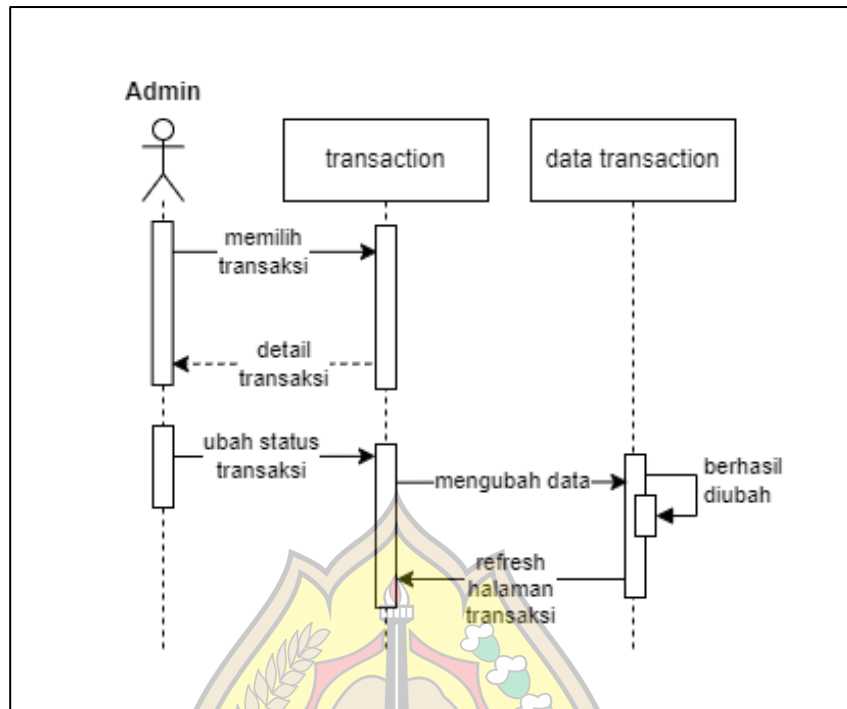 Admin
transaction
data transaction
memilih
transaksi
detail
transaksi
ubah status
transaksi
mengubah data
berhasil
diubah
refresh
halaman
transaksi